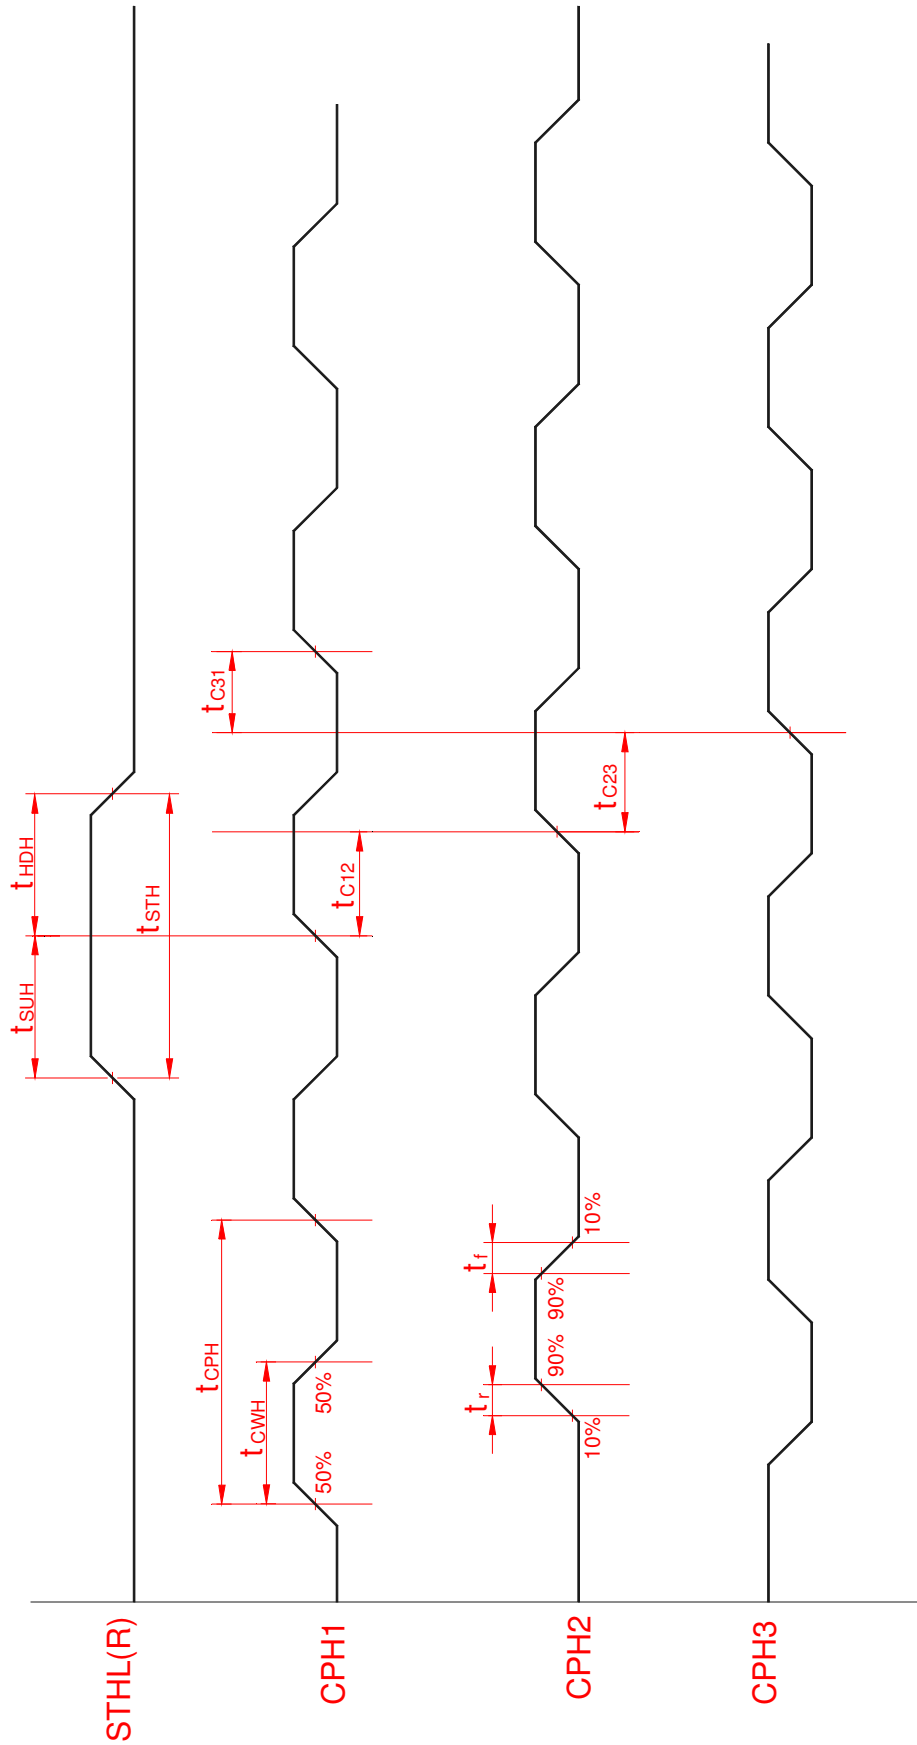 STHL(R)
tSUH
tHDH
tSTH
CPH1
tCPH
tCWH
50%
50%
tC12
tC31
CPH2
tr
tf
10%
90%
90%
10%
tC23
CPH3